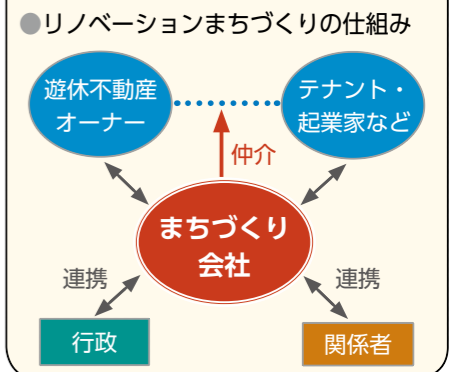 ●リノベーションまちづくりの仕組み
遊休不動産
オーナー
テナント・
起業家など
仲介
まちづくり
会社
連携
連携
行政
関係者